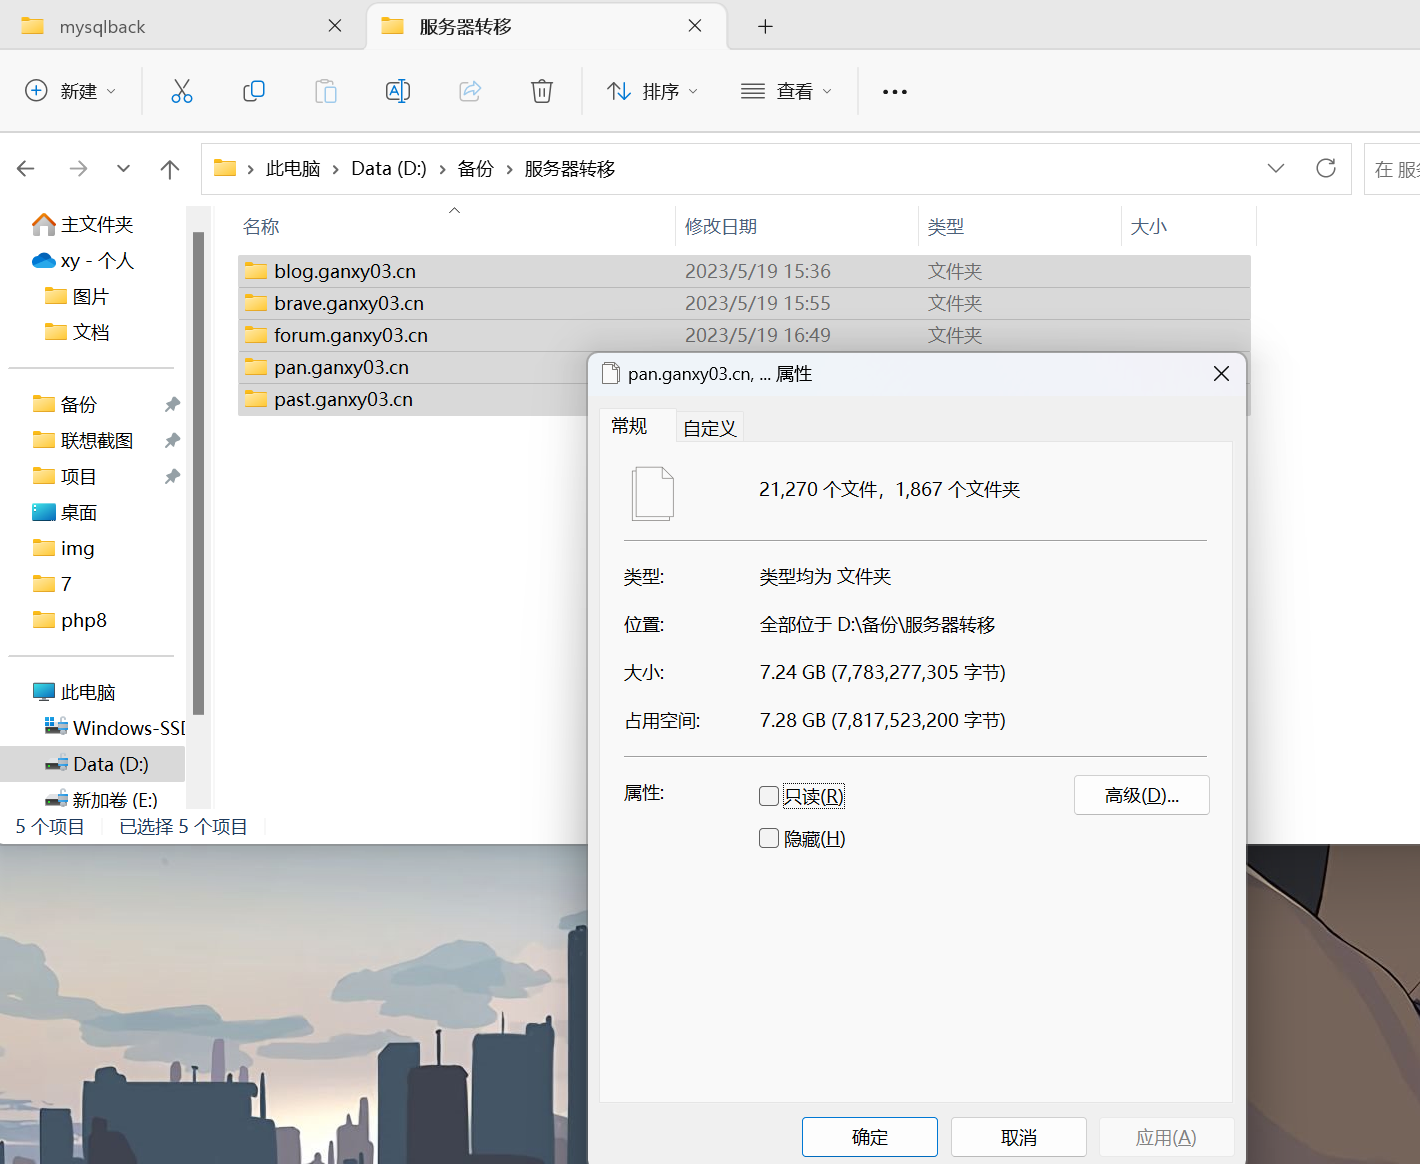 mysqlback
服务器转移
新建
排序
查看
此电脑 › Data (D:) › 备份 › 服务器转移
在 服
名称
修改日期
类型
大小
主文件夹
xy - 个人
图片
文档
备份
联想截图
项目
桌面
img
7
php8
此电脑
Windows-SSD
Data (D:)
新加卷 (E:)
blog.ganxy03.cn 2023/5/19 15:36 文件夹
brave.ganxy03.cn 2023/5/19 15:55 文件夹
forum.ganxy03.cn 2023/5/19 16:49 文件夹
pan.ganxy03.cn
past.ganxy03.cn
5 个项目 已选择 5 个项目
pan.ganxy03.cn, ... 属性
常规
自定义
21,270 个文件，1,867 个文件夹
类型: 类型均为 文件夹
位置: 全部位于 D:\备份\服务器转移
大小: 7.24 GB (7,783,277,305 字节)
占用空间: 7.28 GB (7,817,523,200 字节)
属性: 只读(R)
高级(D)...
隐藏(H)
确定
取消
应用(A)